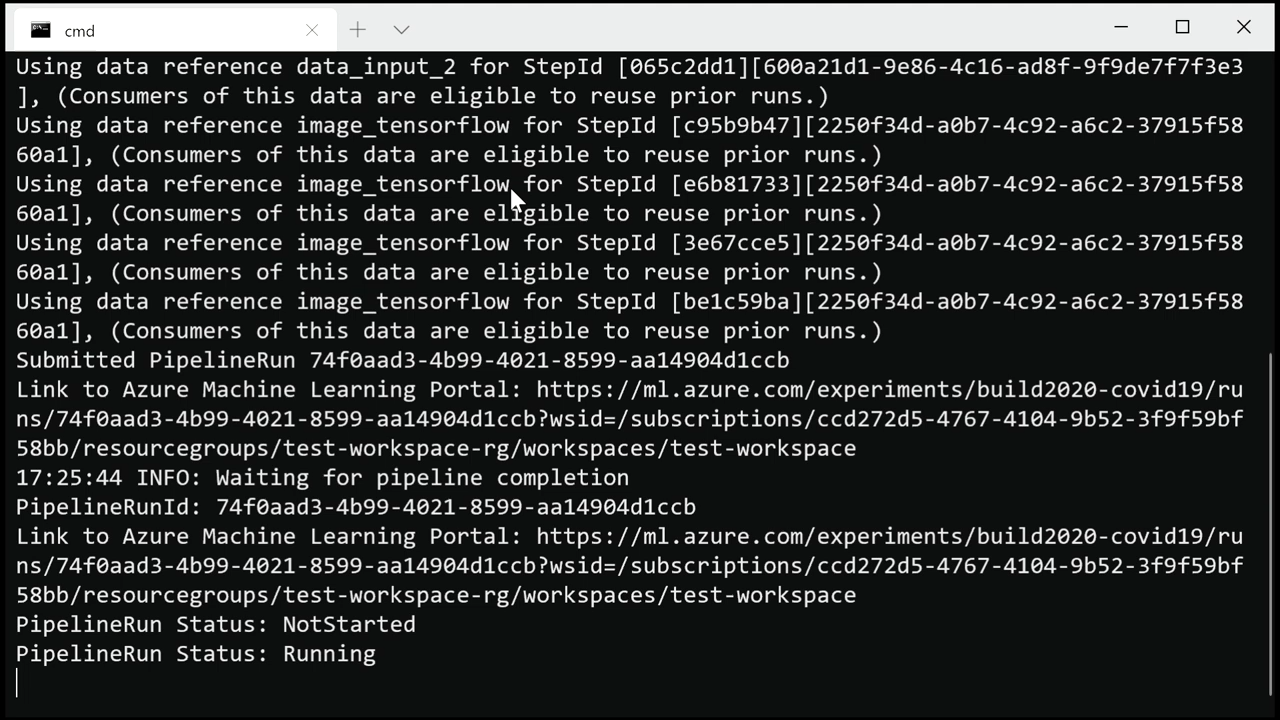 cmd
Using data reference data_input_2 for StepId [065c2dd1][600a21d1-9e86-4c16-ad8f-9f9de7f7f3e3
], (Consumers of this data are eligible to reuse prior runs.)
Using data reference image_tensorflow for StepId [c95b9b47][2250f34d-a0b7-4c92-a6c2-37915f58
60a1], (Consumers of this data are eligible to reuse prior runs.)
Using data reference image_tensorflow for StepId [e6b81733][2250f34d-a0b7-4c92-a6c2-37915f58
60a1], (Consumers of this data are eligible to reuse prior runs.)
Using data reference image_tensorflow for StepId [3e67cce5][2250f34d-a0b7-4c92-a6c2-37915f58
60a1], (Consumers of this data are eligible to reuse prior runs.)
Using data reference image_tensorflow for StepId [be1c59ba][2250f34d-a0b7-4c92-a6c2-37915f58
60a1], (Consumers of this data are eligible to reuse prior runs.)
Submitted PipelineRun 74f0aad3-4b99-4021-8599-aa14904d1ccb
Link to Azure Machine Learning Portal: https://ml.azure.com/experiments/build2020-covid19/ru
ns/74f0aad3-4b99-4021-8599-aa14904d1ccb?wsid=/subscriptions/ccd272d5-4767-4104-9b52-3f9f59bf
58bb/resourcegroups/test-workspace-rg/workspaces/test-workspace
17:25:44 INFO: Waiting for pipeline completion
PipelineRunId: 74f0aad3-4b99-4021-8599-aa14904d1ccb
Link to Azure Machine Learning Portal: https://ml.azure.com/experiments/build2020-covid19/ru
ns/74f0aad3-4b99-4021-8599-aa14904d1ccb?wsid=/subscriptions/ccd272d5-4767-4104-9b52-3f9f59bf
58bb/resourcegroups/test-workspace-rg/workspaces/test-workspace
PipelineRun Status: NotStarted
PipelineRun Status: Running